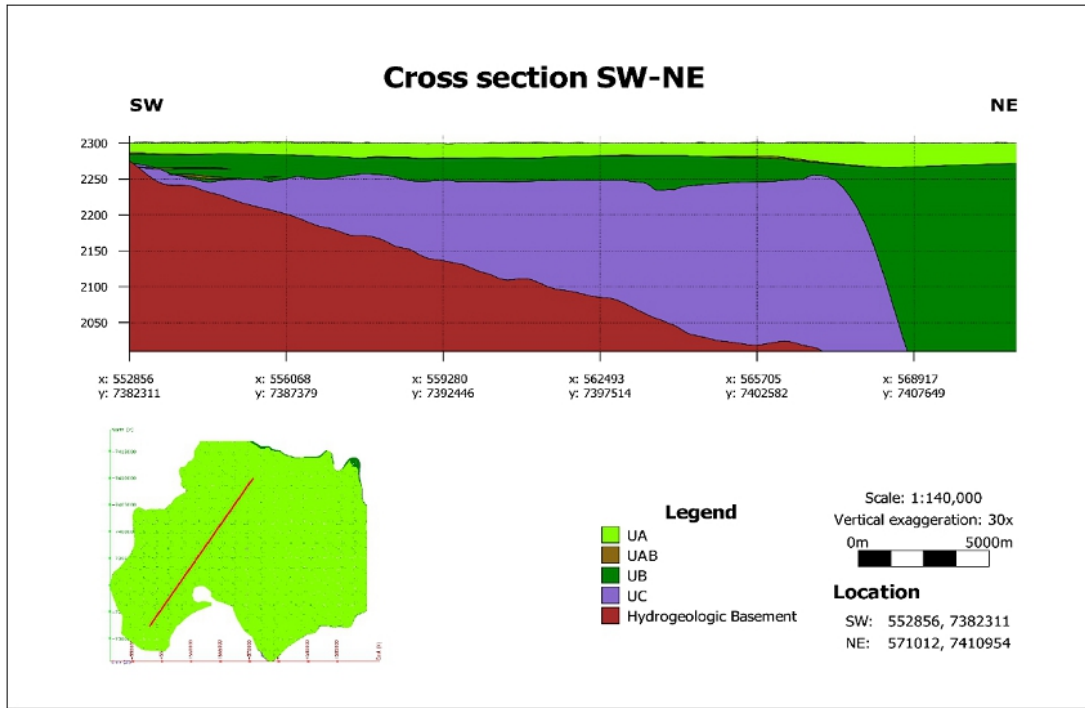 Cross section SW-NE
SW
NE
2300
2250
2200
2150
2100
2050
x: 552856
y: 7382311
x: 556068
y: 7387379
x: 559280
y: 7392446
x: 562493
y: 7397514
x: 565705
y: 7402582
x: 568917
y: 7407649
Legend
UA
UAB
UB
UC
Hydrogeologic Basement
Scale: 1:140,000
Vertical exaggeration: 30x
0m 5000m
Location
SW: 552856, 7382311
NE: 571012, 7410954